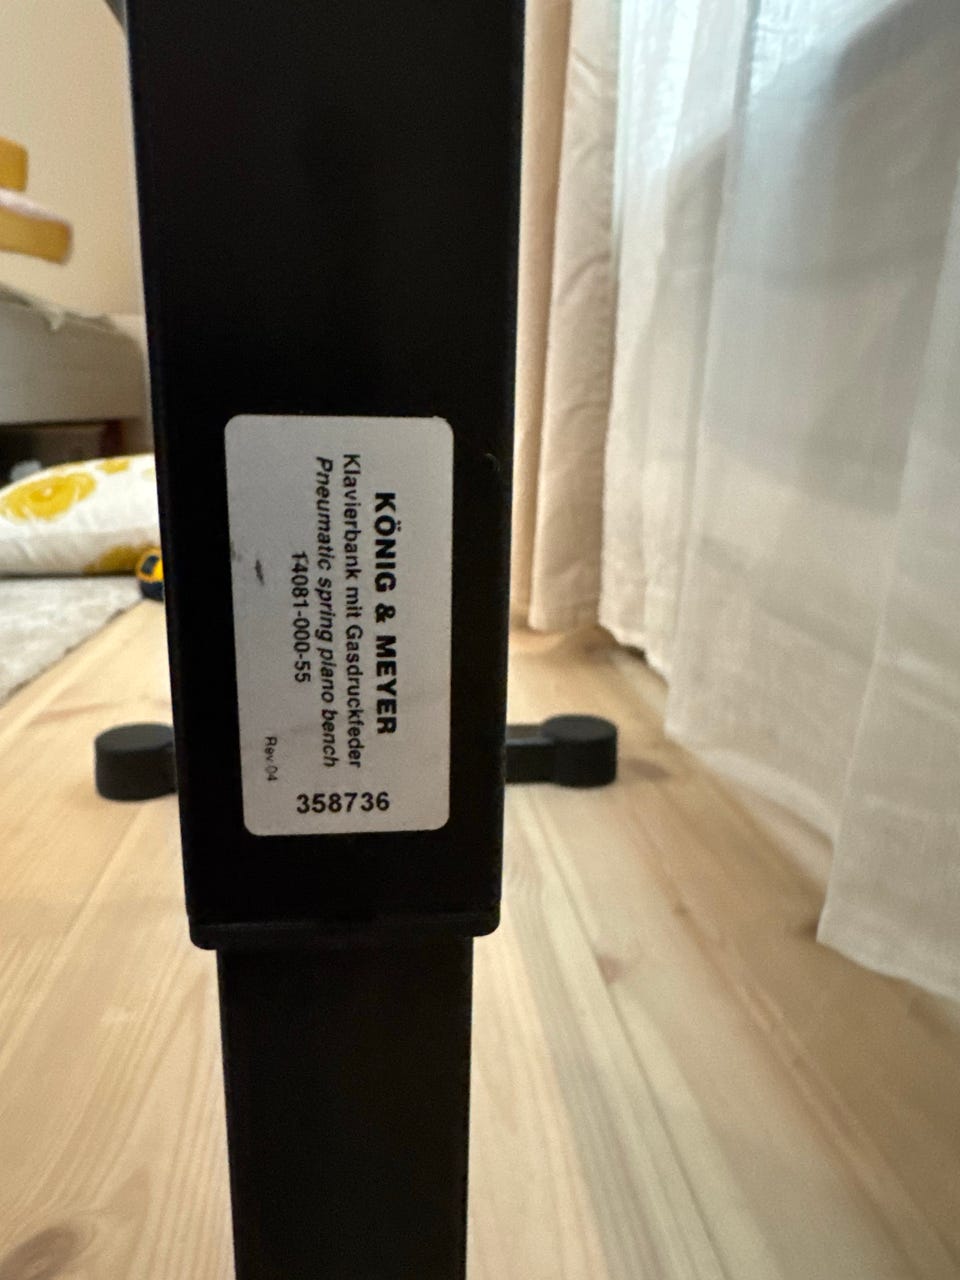 KÖNIG & MEYER
Klavierbank mit Gasdruckfeder
Pneumatic spring piano bench
14081-000-55
Rev.04
358736